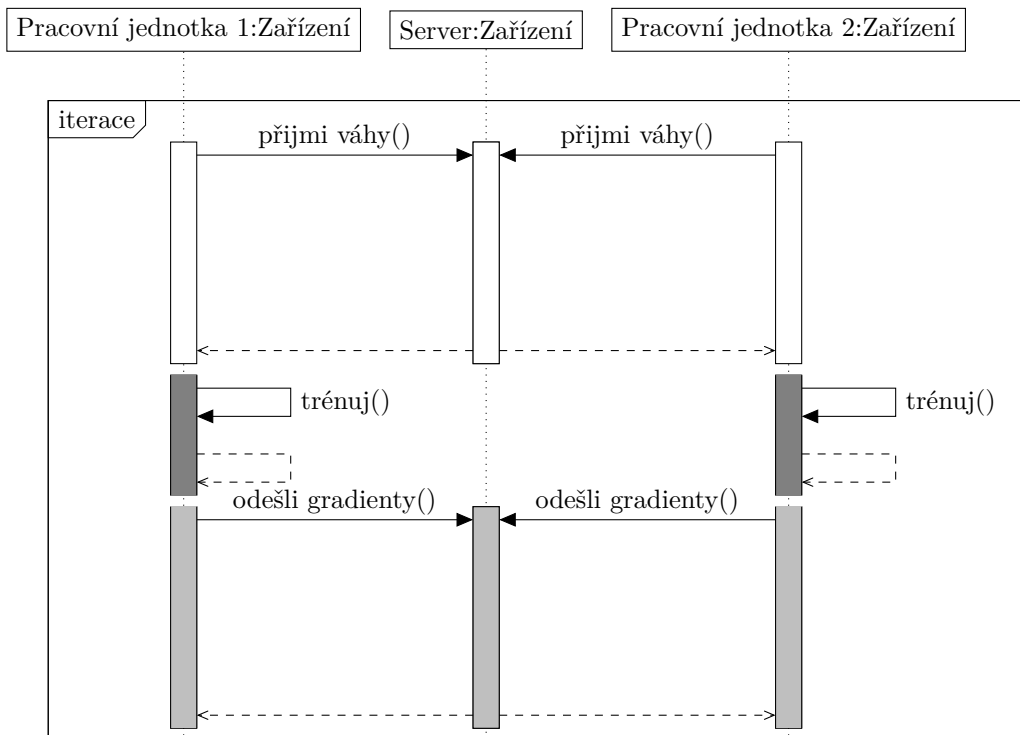 Pracovní jednotka 1:Zařízení
Server:Zařízení
Pracovní jednotka 2:Zařízení
iterace
přijmi váhy()
přijmi váhy()
trénuj()
trénuj()
odešli gradienty()
odešli gradienty()